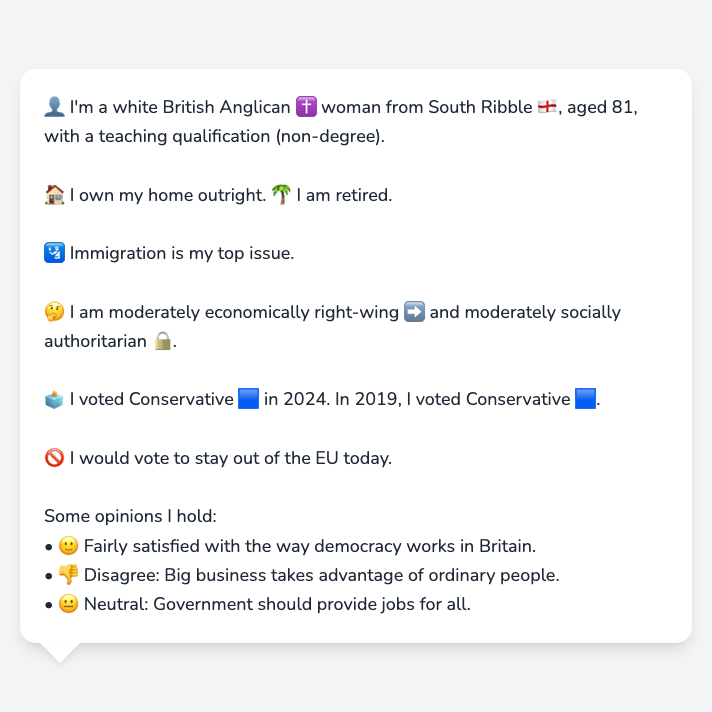 👤 I'm a white British Anglican ✝️ woman from South Ribble 🏴󠁧󠁢󠁥󠁮󠁧󠁿, aged 81,
with a teaching qualification (non-degree).
🏠 I own my home outright. 🌴 I am retired.
🛂 Immigration is my top issue.
🤔 I am moderately economically right-wing ➡️ and moderately socially
authoritarian 🔒.
🗳️ I voted Conservative 🟦 in 2024. In 2019, I voted Conservative 🟦.
🚫 I would vote to stay out of the EU today.
Some opinions I hold:
• 🙂 Fairly satisfied with the way democracy works in Britain.
• 👎 Disagree: Big business takes advantage of ordinary people.
• 😐 Neutral: Government should provide jobs for all.